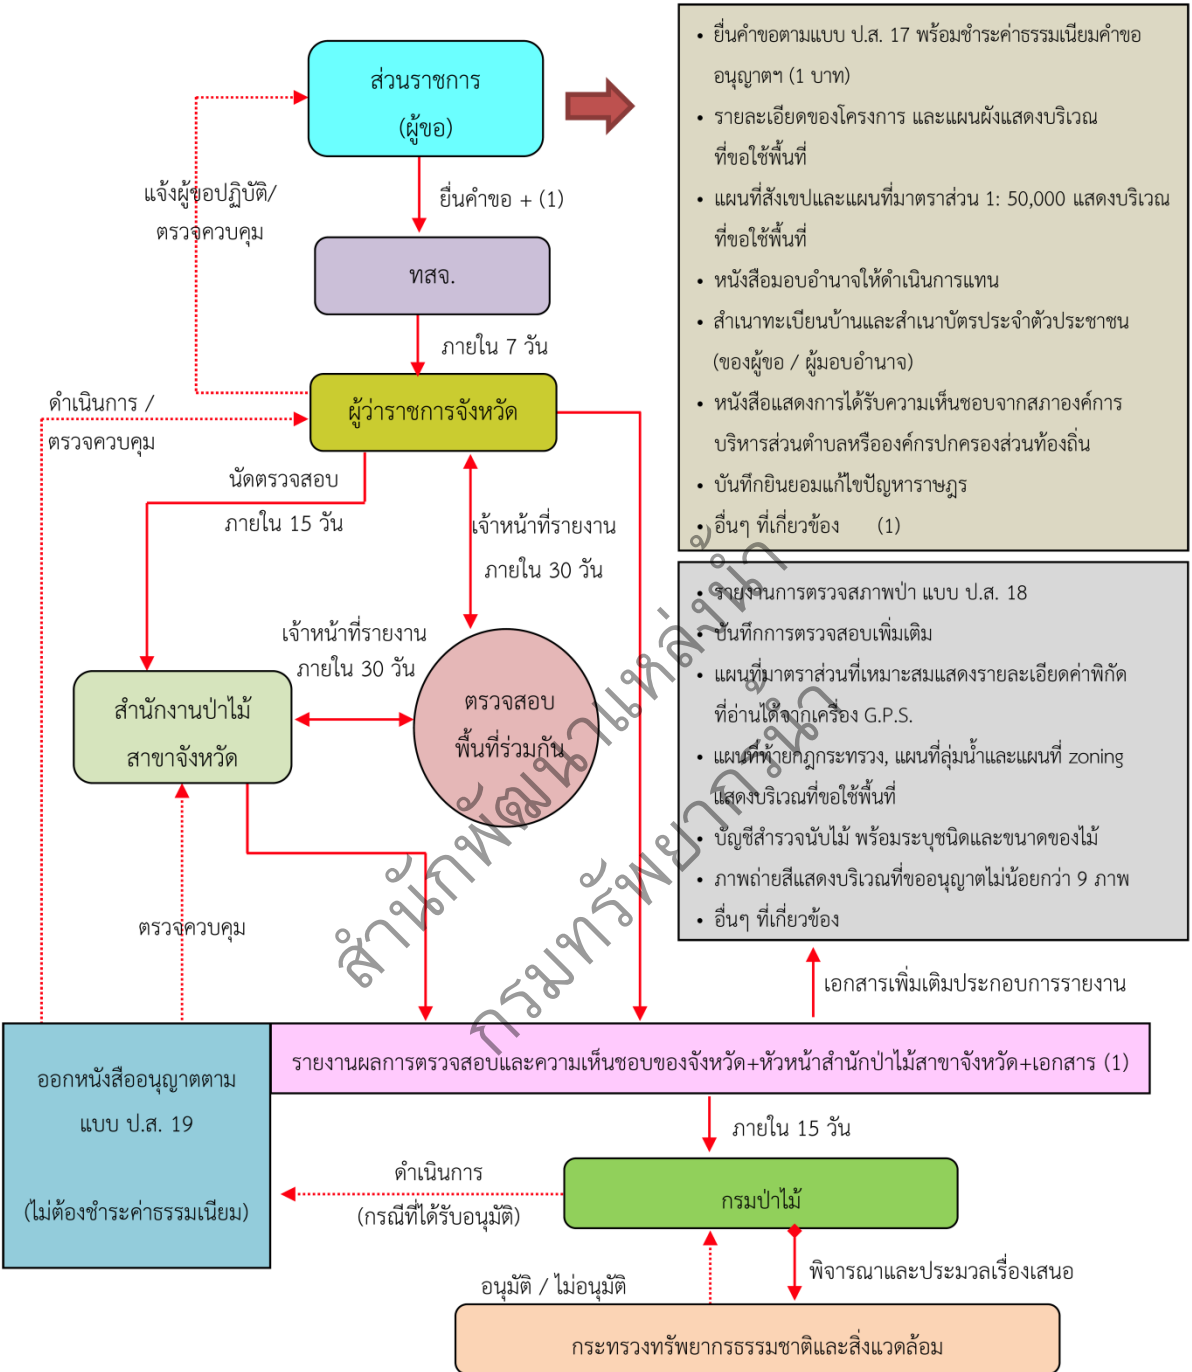 ส่วนราชการ
(ผู้ขอ)
• ยื่นคำขอตามแบบ ป.ส. 17 พร้อมชำระค่าธรรมเนียมคำขอ
อนุญาตฯ (1 บาท)
• รายละเอียดของโครงการ และแผนผังแสดงบริเวณ
ที่ขอใช้พื้นที่
• แผนที่สังเขปและแผนที่มาตราส่วน 1: 50,000 แสดงบริเวณ
ที่ขอใช้พื้นที่
• หนังสือมอบอำนาจให้ดำเนินการแทน
• สำเนาทะเบียนบ้านและสำเนาบัตรประจำตัวประชาชน
(ของผู้ขอ / ผู้มอบอำนาจ)
• หนังสือแสดงการได้รับความเห็นชอบจากสภาองค์การ
บริหารส่วนตำบลหรือองค์กรปกครองส่วนท้องถิ่น
• บันทึกยินยอมแก้ไขปัญหาราษฎร
• อื่นๆ ที่เกี่ยวข้อง (1)
แจ้งผู้ขอปฏิบัติ/
ตรวจควบคุม
ยื่นคำขอ + (1)
ทสจ.
ภายใน 7 วัน
ผู้ว่าราชการจังหวัด
ดำเนินการ /
ตรวจควบคุม
นัดตรวจสอบ
ภายใน 15 วัน
เจ้าหน้าที่รายงาน
ภายใน 30 วัน
เจ้าหน้าที่รายงาน
ภายใน 30 วัน
สำนักงานป่าไม้
สาขาจังหวัด
ตรวจสอบ
พื้นที่ร่วมกัน
• รายงานการตรวจสภาพป่า แบบ ป.ส. 18
• บันทึกการตรวจสอบเพิ่มเติม
• แผนที่มาตราส่วนที่เหมาะสมแสดงรายละเอียดค่าพิกัด
ที่อ่านได้จากเครื่อง G.P.S.
• แผนที่ท้ายกฎกระทรวง, แผนที่ลุ่มน้ำและแผนที่ zoning
แสดงบริเวณที่ขอใช้พื้นที่
• บัญชีสำรวจนับไม้ พร้อมระบุชนิดและขนาดของไม้
• ภาพถ่ายสีแสดงบริเวณที่ขออนุญาตไม่น้อยกว่า 9 ภาพ
• อื่นๆ ที่เกี่ยวข้อง
สำนักพัฒนาแหล่งน้ำ
กรมทรัพยากรน้ำ
ตรวจควบคุม
เอกสารเพิ่มเติมประกอบการรายงาน
รายงานผลการตรวจสอบและความเห็นชอบของจังหวัด+หัวหน้าสำนักป่าไม้สาขาจังหวัด+เอกสาร (1)
ออกหนังสืออนุญาตตาม
แบบ ป.ส. 19
(ไม่ต้องชำระค่าธรรมเนียม)
ภายใน 15 วัน
ดำเนินการ
(กรณีที่ได้รับอนุมัติ)
กรมป่าไม้
อนุมัติ / ไม่อนุมัติ
พิจารณาและประมวลเรื่องเสนอ
กระทรวงทรัพยากรธรรมชาติและสิ่งแวดล้อม